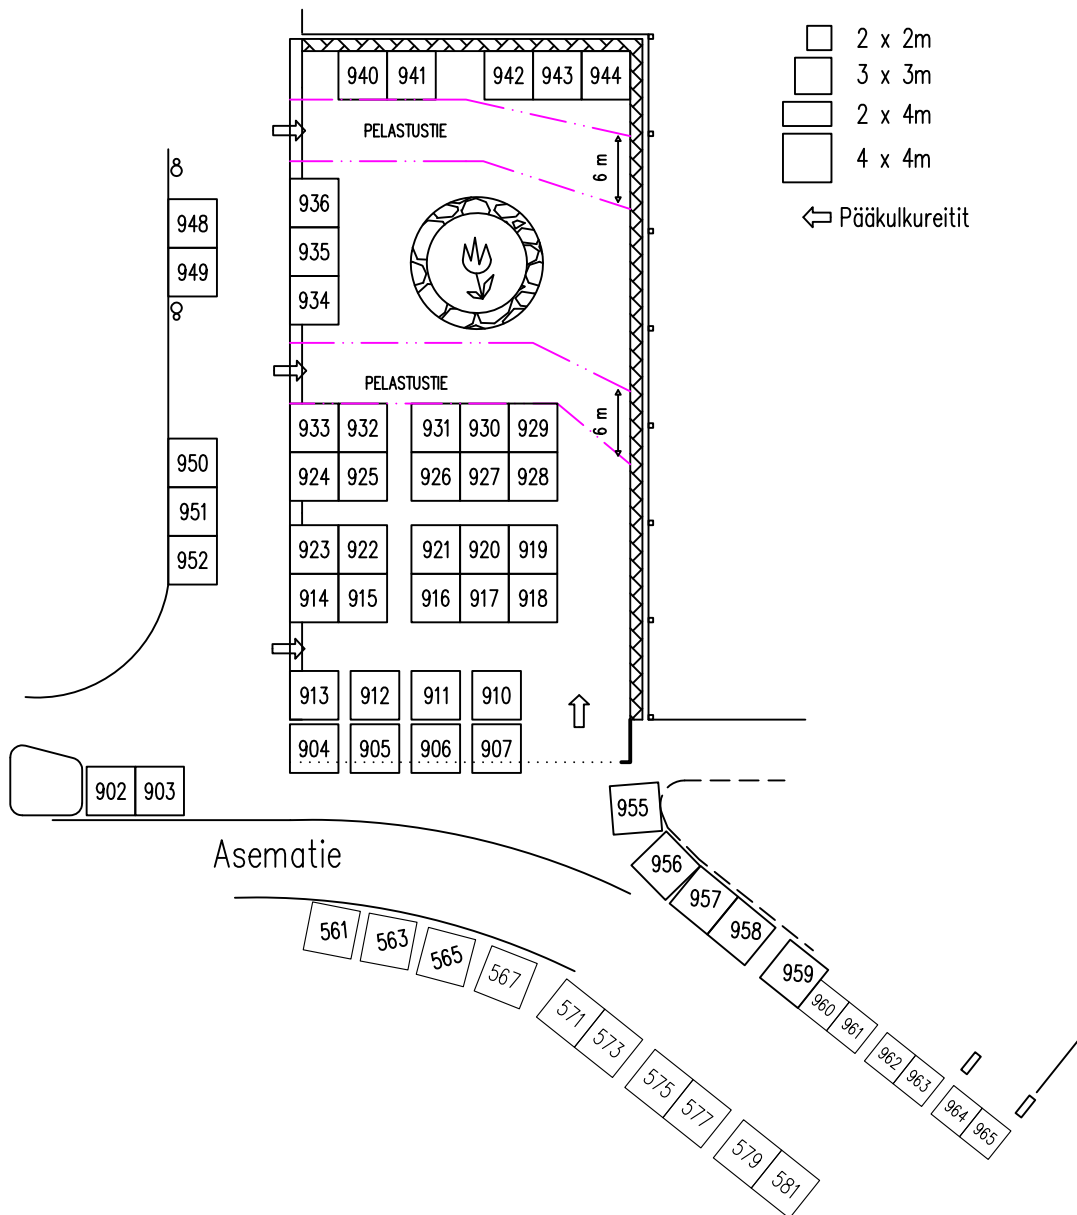 2 x 2m
3 x 3m
2 x 4m
4 x 4m
Pääkulkureitit
940 941 942 943 944
PELASTUSTIE
6 m
936
935
934
948
949
PELASTUSTIE
6 m
933 932 931 930 929
924 925 926 927 928
950
951
952
923 922 921 920 919
914 915 916 917 918
913 912 911 910
904 905 906 907
902 903
Asematie
955
956
957
958
959
960
961
962
963
964
965
561
563
565
567
571
573
575
577
579
581